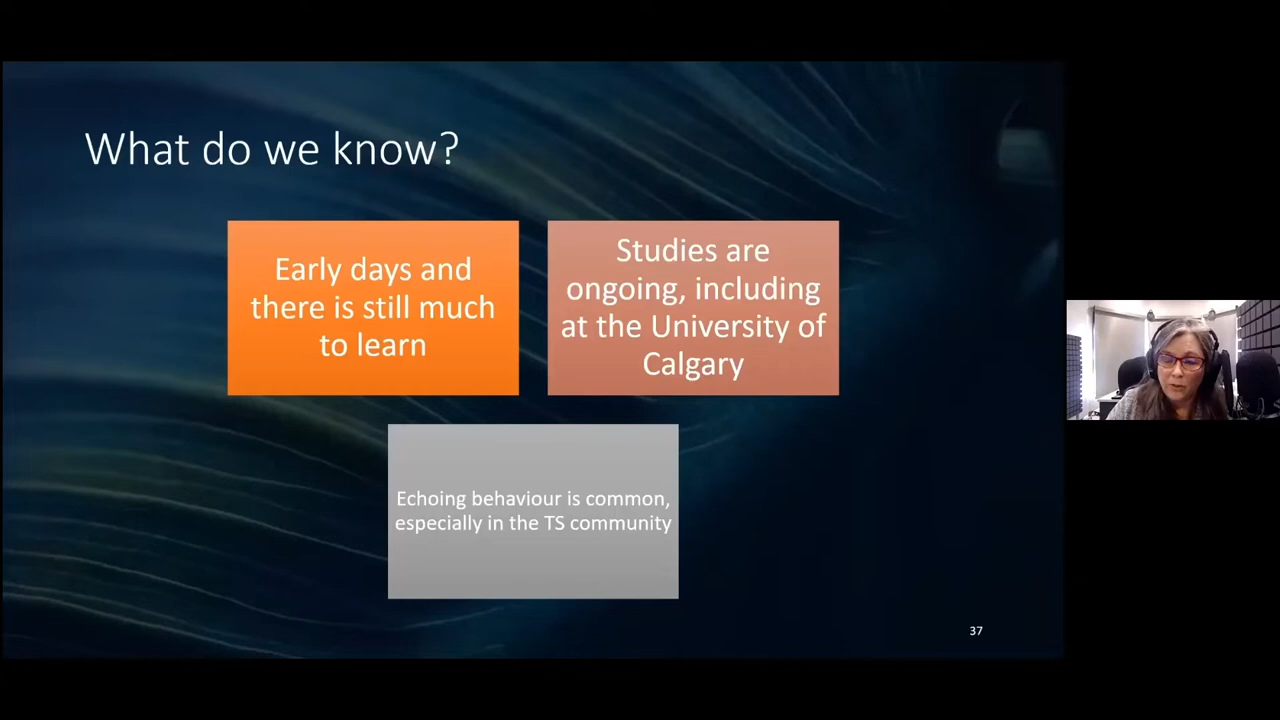 What do we know?
Early days and
there is still much
to learn
Studies are
ongoing, including
at the University of
Calgary
Echoing behaviour is common,
especially in the TS community
37